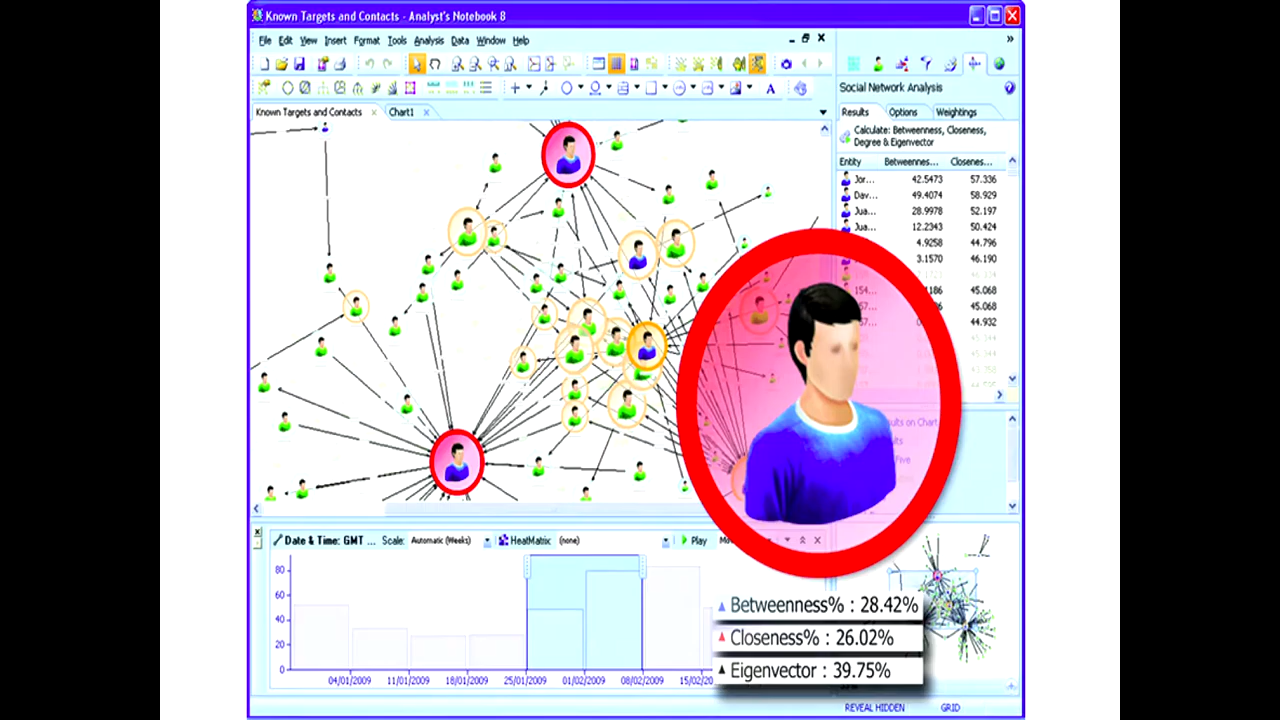 Known Targets and Contacts - Analyst's Notebook 8
File Edit View Insert Format Tools Analysis Data Window Help
Social Network Analysis
Known Targets and Contacts Chart1
Results Options Weightings
Calculate: Betweenness, Closeness,
Degree & Eigenvector
Entity Betweennes... Closenes...
Jor... 42.5473 57.336
Dav... 49.4074 58.929
Jua... 28.9978 52.197
Jua... 12.2343 50.424
4.9258 44.796
3.1570 46.190
154... 45.068
45.068
44.932
on Chart
Five
Date & Time: GMT ... Scale: Automatic (Weeks) HeatMatrix (none) Play
80
60
40
20
0
04/01/2009 11/01/2009 18/01/2009 25/01/2009 01/02/2009 08/02/2009
Betweenness% : 28.42%
Closeness% : 26.02%
Eigenvector : 39.75%
REVEAL HIDDEN GRID